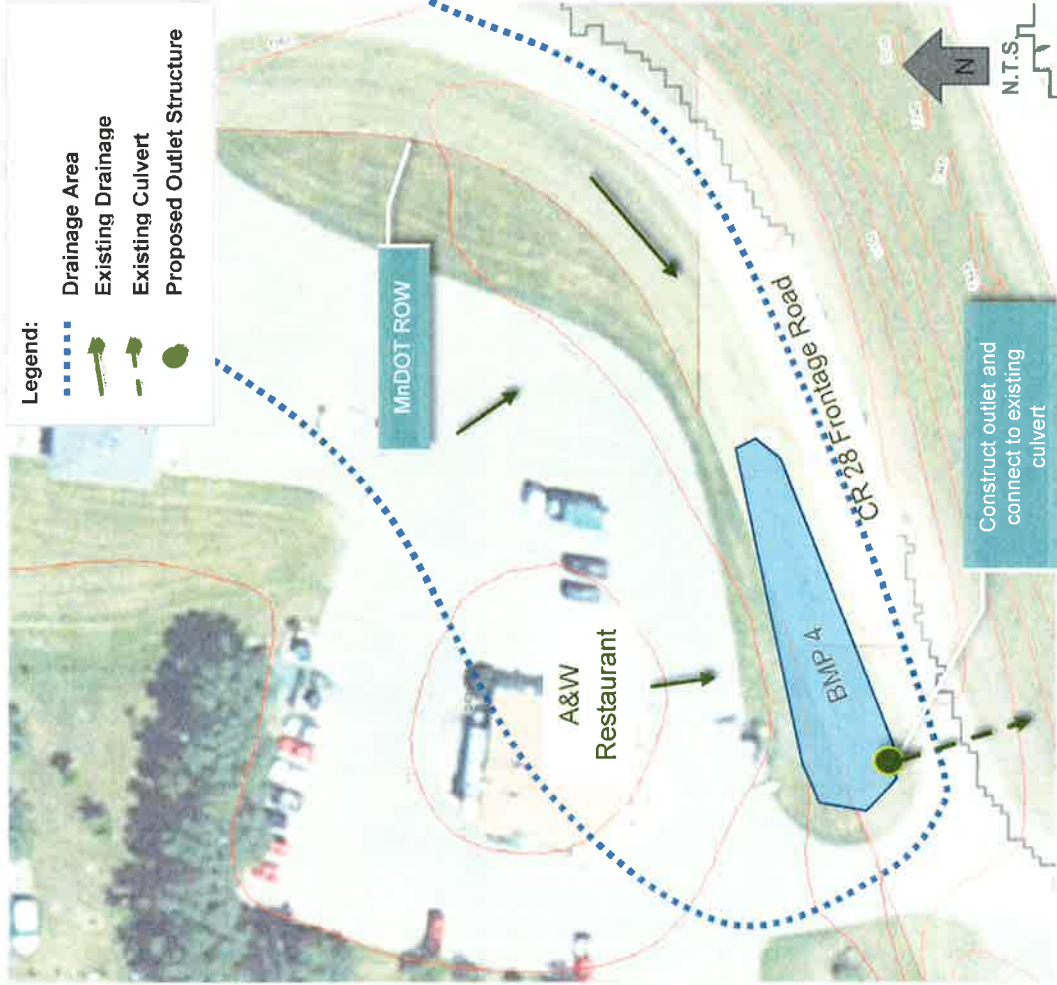 Legend:
Drainage Area
Existing Drainage
Existing Culvert
Proposed Outlet Structure
MnDOT ROW
A&W
Restaurant
BMP 4
CR 28 Frontage Road
Construct outlet and
connect to existing
culvert
N
N.T.S